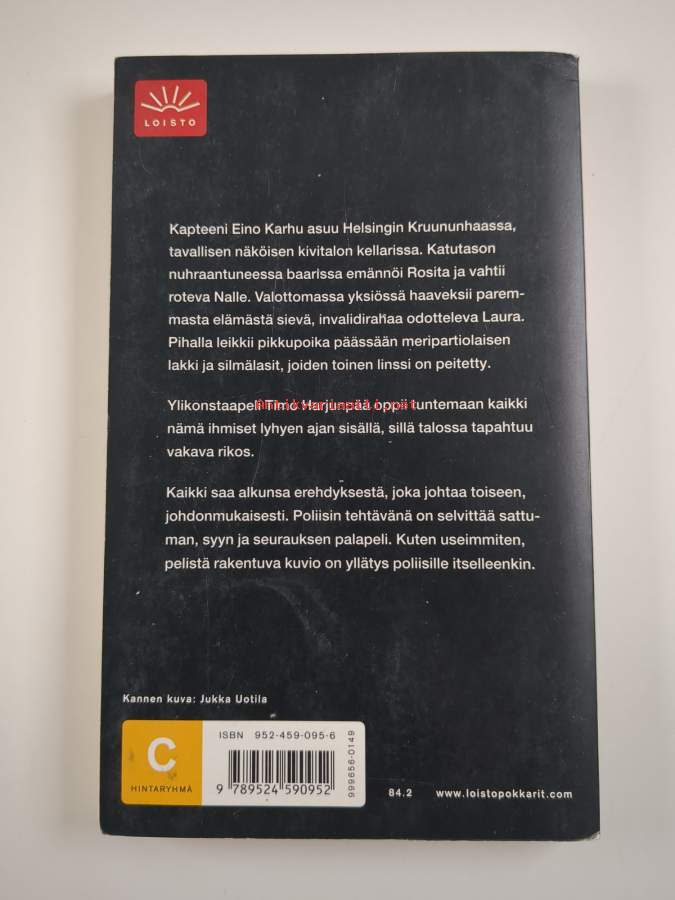 LOISTO
Kapteeni Eino Karhu asuu Helsingin Kruununhaassa,
tavallisen näköisen kivitalon kellarissa. Katutason
nuhraantuneessa baarissa emännöi Rosita ja vahtii
roteva Nalle. Valottomassa yksiössä haaveksii parem-
masta elämästä sievä, invalidirahaa odotteleva Laura.
Pihalla leikkii pikkupoika päässään meripartiolaisen
lakki ja silmälasit, joiden toinen linssi on peitetty.
Ylikonstaapeli Timo Harjunpää oppii tuntemaan kaikki
nämä ihmiset lyhyen ajan sisällä, sillä talossa tapahtuu
vakava rikos.
Kaikki saa alkunsa erehdyksestä, joka johtaa toiseen,
johdonmukaisesti. Poliisin tehtävänä on selvittää sattu-
man, syyn ja seurauksen palapeli. Kuten useimmiten,
pelistä rakentuva kuvio on yllätys poliisille itselleenkin.
Kannen kuva: Jukka Uotila
C
HINTARYHMÄ
ISBN 952-459-095-6
9 789524 590952
999656-0149
84.2 www.loistopokkarit.com